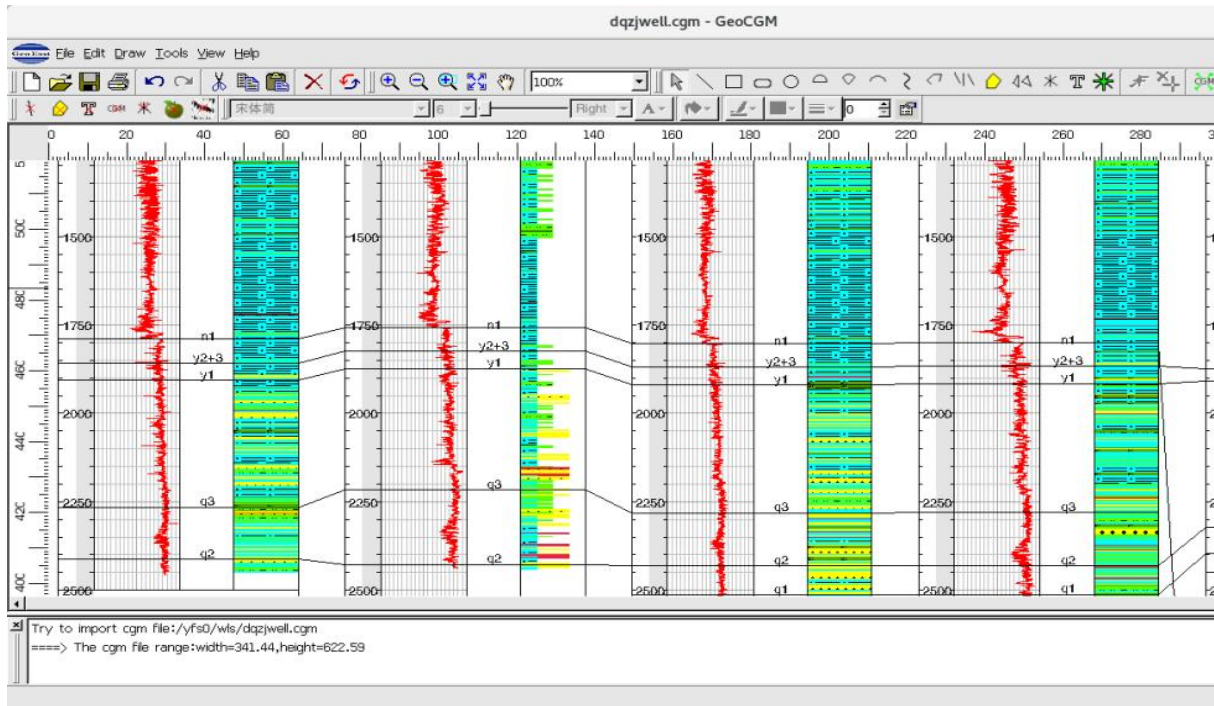 dqzjwell.cgm - GeoCGM
File Edit Draw Tools View Help
100%
宋体简 6 Right 0
0 20 40 60 80 100 120 140 160 180 200 220 240 260 280
1500 1500 1500 1500
1750 1750 1750 1750
n1 n1 n1 n1
y2+3 y2+3 y2+3 y2+3
y1 y1 y1 y1
2000 2000 2000 2000
2250 2250 2250 2250
q3 q3 q3 q3
q2 q2 q2 q2
2500 2500 2500 2500
q1 q1
Try to import cgm file:/yfs0/wls/dqzjwell.cgm
====> The cgm file range:width=341.44,height=622.59